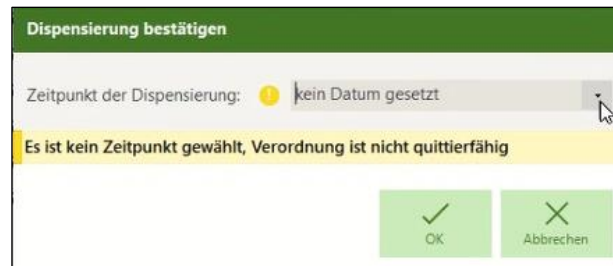 Dispensierung bestätigen
Zeitpunkt der Dispensierung: kein Datum gesetzt
Es ist kein Zeitpunkt gewählt, Verordnung ist nicht quittierfähig
OK Abbrechen